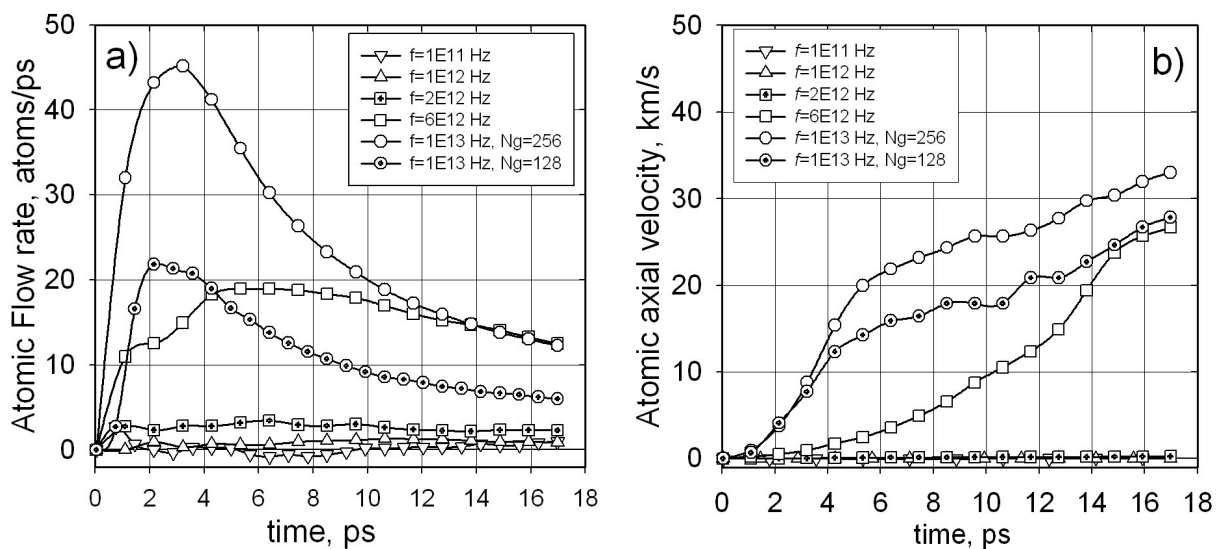 a)
f=1E11 Hz
f=1E12 Hz
f=2E12 Hz
f=6E12 Hz
f=1E13 Hz, Ng=256
f=1E13 Hz, Ng=128
50
40
30
20
10
0
Atomic Flow rate, atoms/ps
0 2 4 6 8 10 12 14 16 18
time, ps
b)
f=1E11 Hz
f=1E12 Hz
f=2E12 Hz
f=6E12 Hz
f=1E13 Hz, Ng=256
f=1E13 Hz, Ng=128
50
40
30
20
10
0
Atomic axial velocity, km/s
0 2 4 6 8 10 12 14 16 18
time, ps